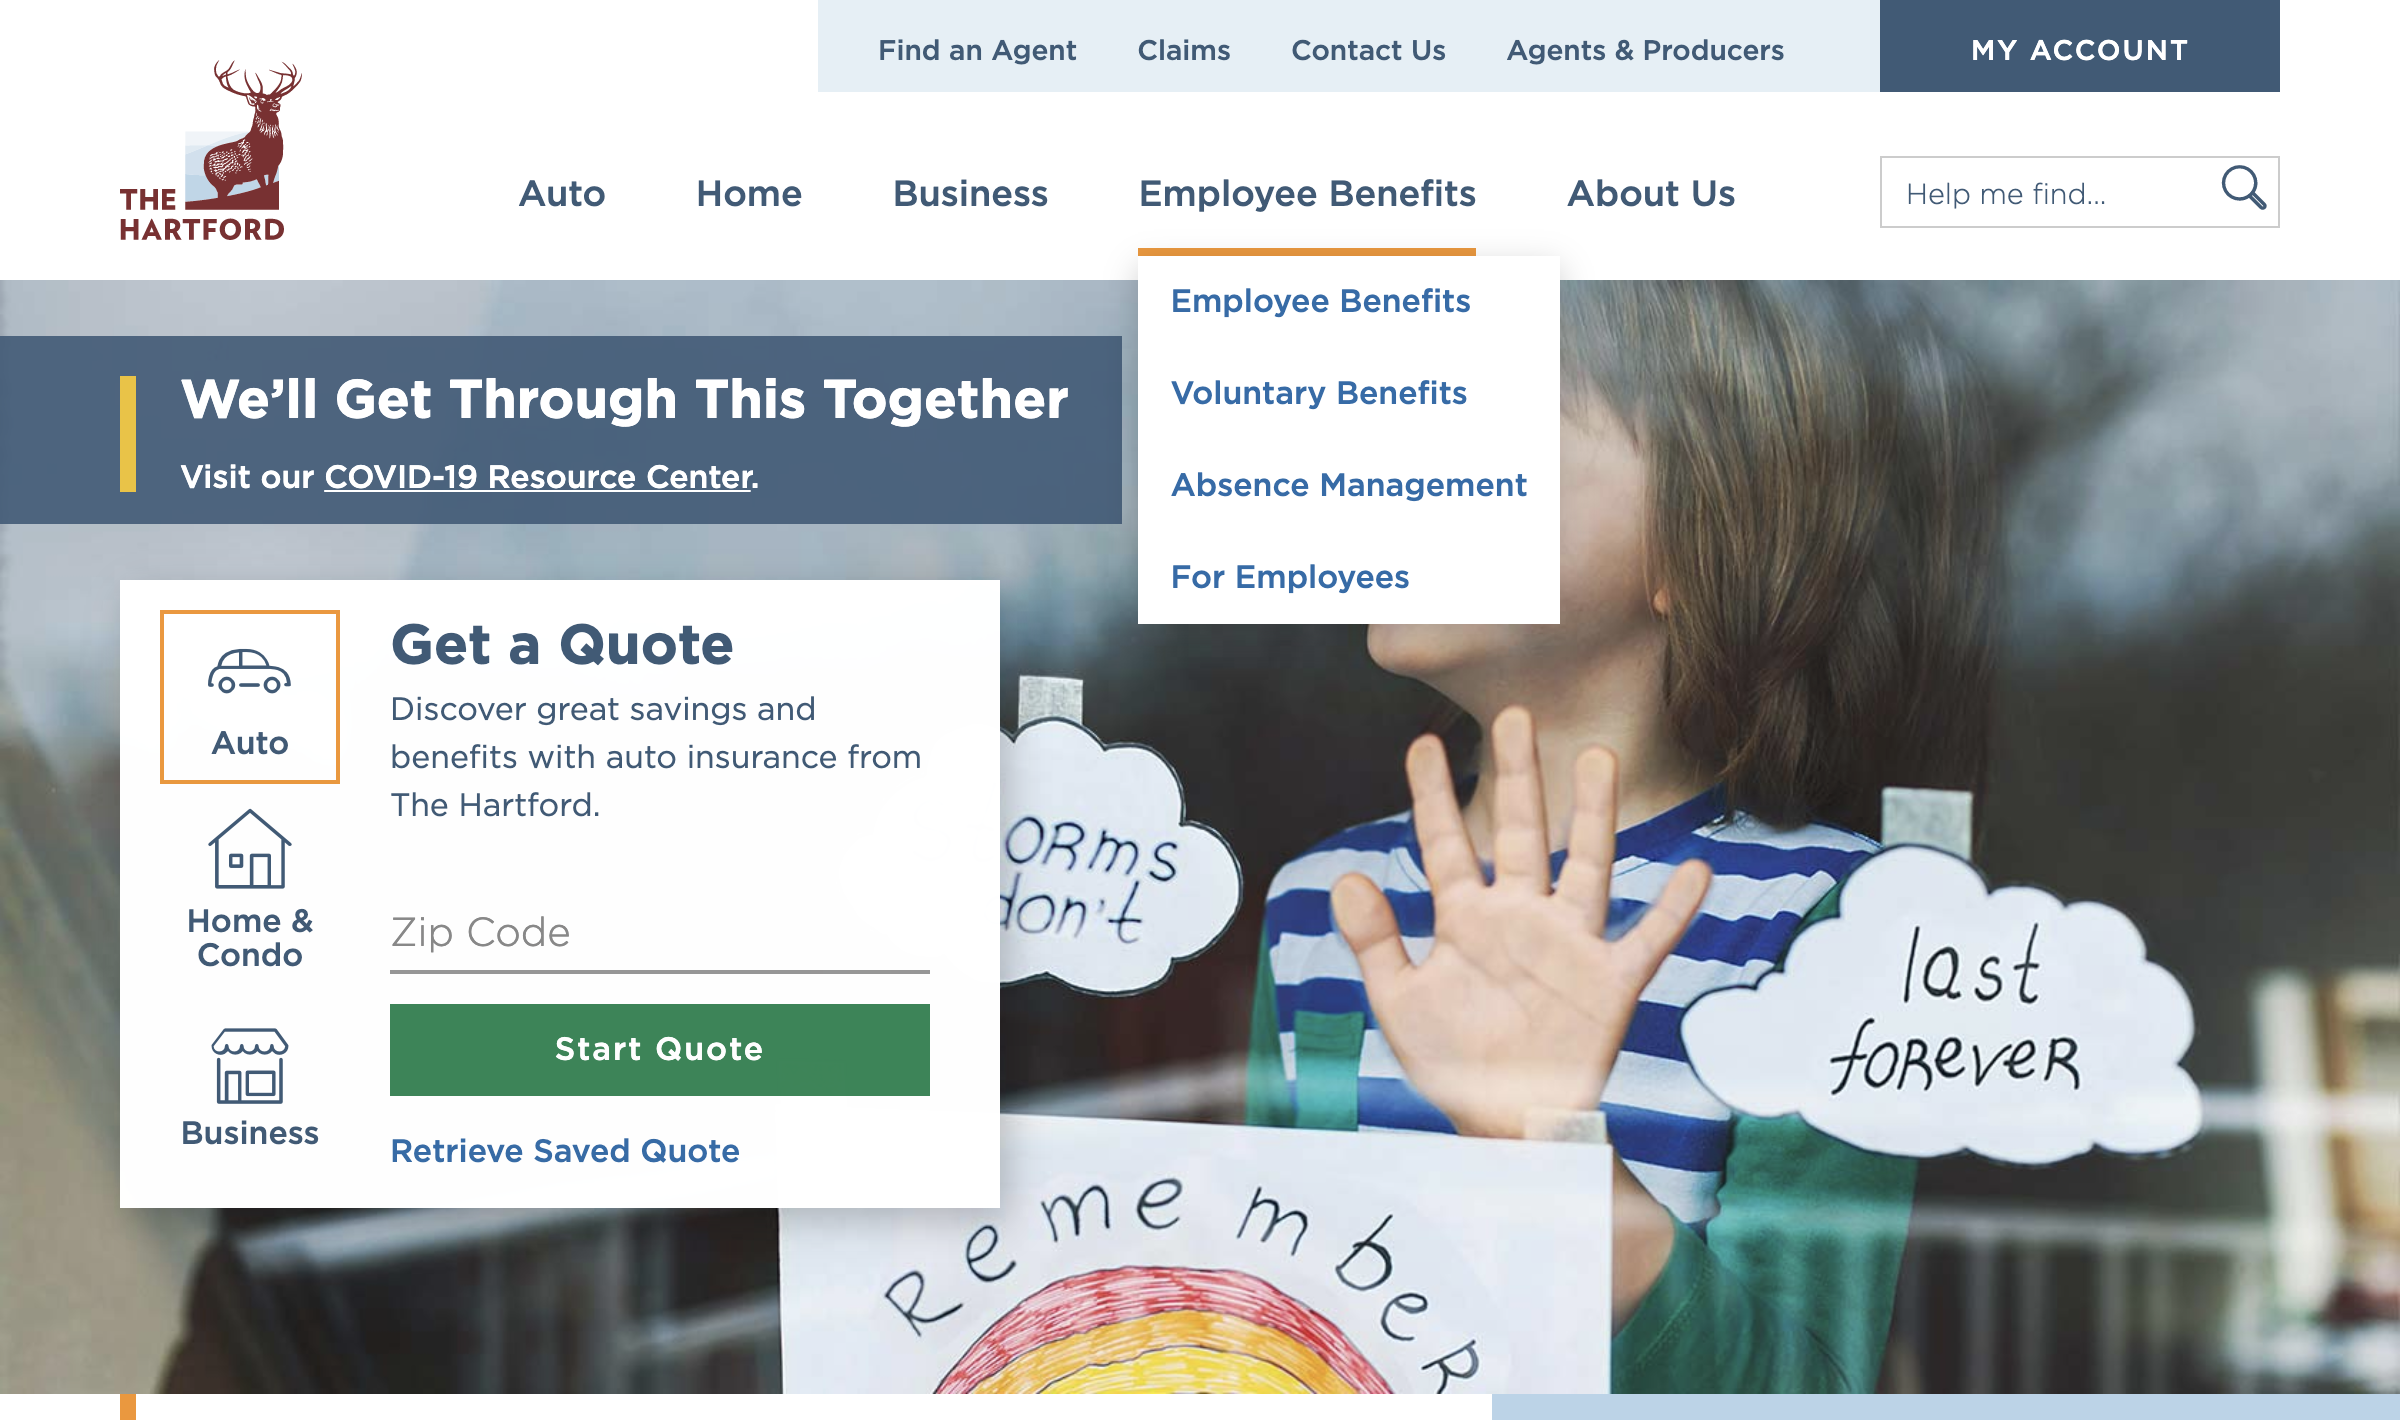 Find an Agent
Claims
Contact Us
Agents & Producers
MY ACCOUNT
THE
HARTFORD
Auto
Home
Business
Employee Benefits
About Us
Help me find...
Employee Benefits
Voluntary Benefits
Absence Management
For Employees
We'll Get Through This Together
Visit our COVID-19 Resource Center.
Auto
Home &
Condo
Business
Get a Quote
Discover great savings and
benefits with auto insurance from
The Hartford.
Zip Code
Start Quote
Retrieve Saved Quote
don't
last
foRever
RemembeR